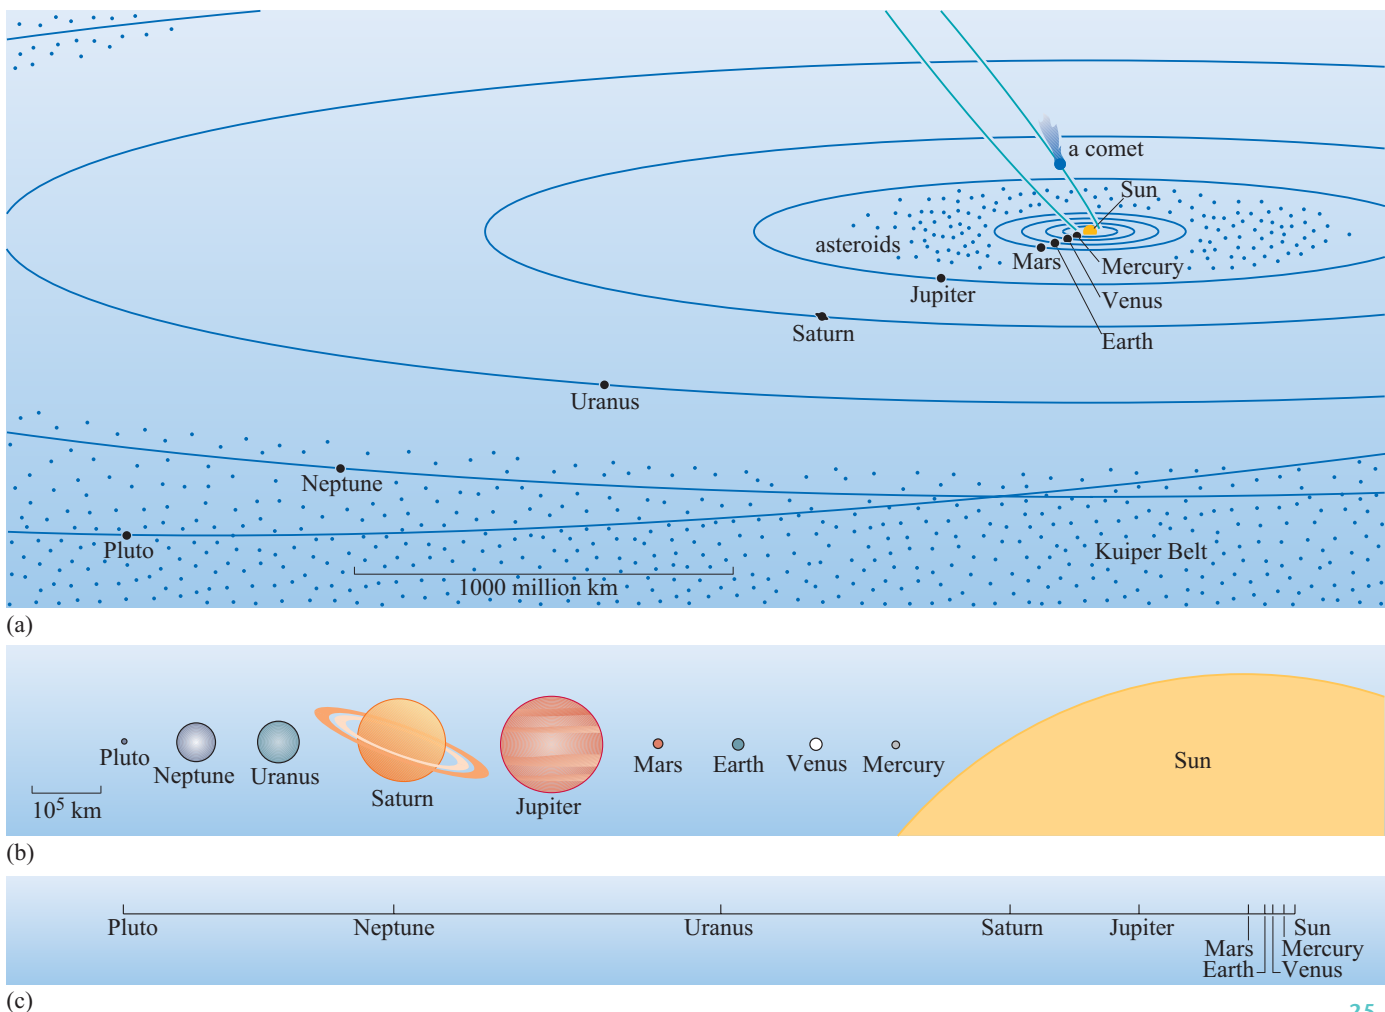 a comet
Sun
asteroids
Mars
Mercury
Jupiter
Venus
Saturn
Earth
Uranus
Neptune
Pluto
Kuiper Belt
1000 million km
(a)
Pluto
Neptune
Uranus
Saturn
Jupiter
Mars
Earth
Venus
Mercury
Sun
10⁵ km
(b)
Pluto
Neptune
Uranus
Saturn
Jupiter
Sun
Mars
Mercury
Earth
Venus
(c)
25